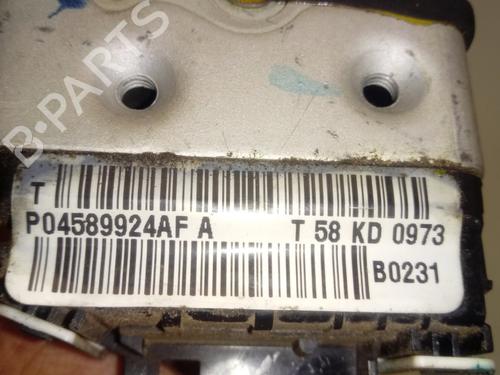 B-PARTS
T
P04589924AF A T 58 KD 0973
B0231